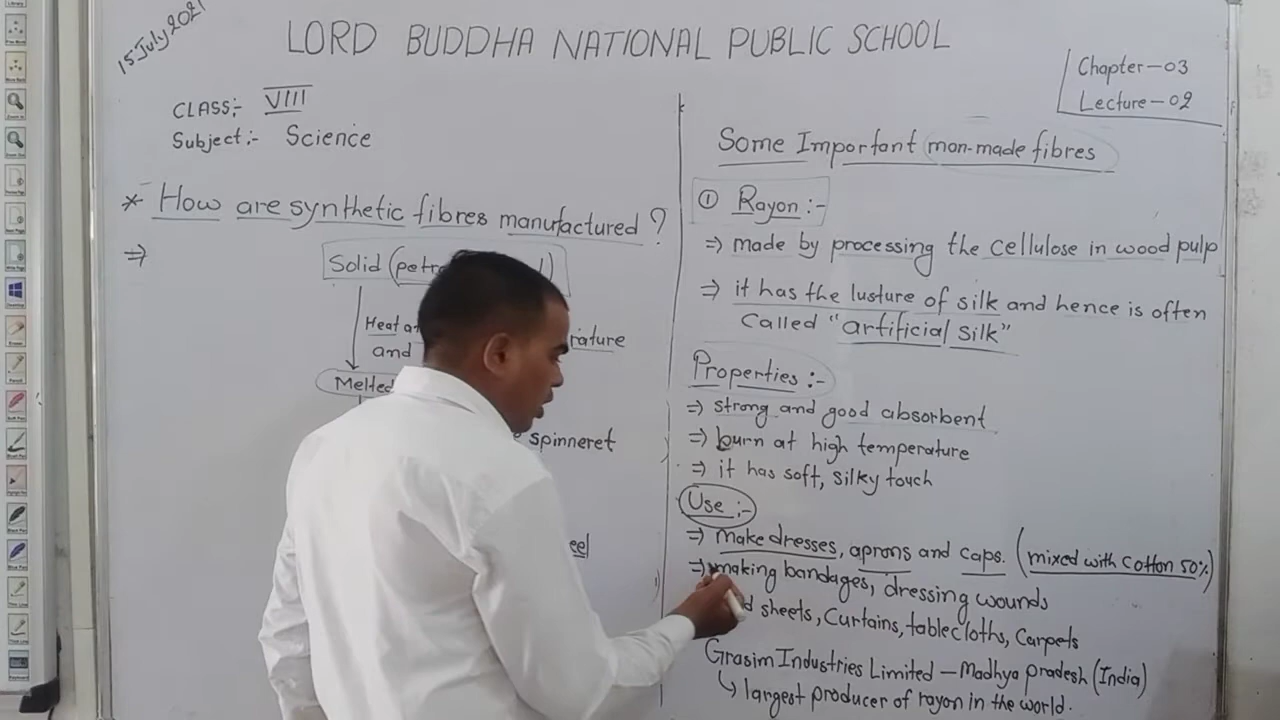 15 July 2021
LORD BUDDHA NATIONAL PUBLIC SCHOOL
Chapter-03
Lecture-02
CLASS:- VIII
Subject:- Science
* How are synthetic fibres manufactured?
⇒
Solid (petro
Heat
rature
and
Melted
spinneret
Some Important man-made fibres
① Rayon :-
⇒ made by processing the cellulose in wood pulp
⇒ it has the lusture of silk and hence is often
called "artificial silk"
Properties :-
⇒ strong and good absorbent
⇒ burn at high temperature
⇒ it has soft, silky touch
Use :-
⇒ make dresses, aprons and caps. (mixed with cotton 50%)
⇒ making bandages, dressing wounds
sheets, Curtains, tablecloths, Carpets
Grasim Industries Limited - Madhya pradesh (India)
↳ largest producer of rayon in the world.